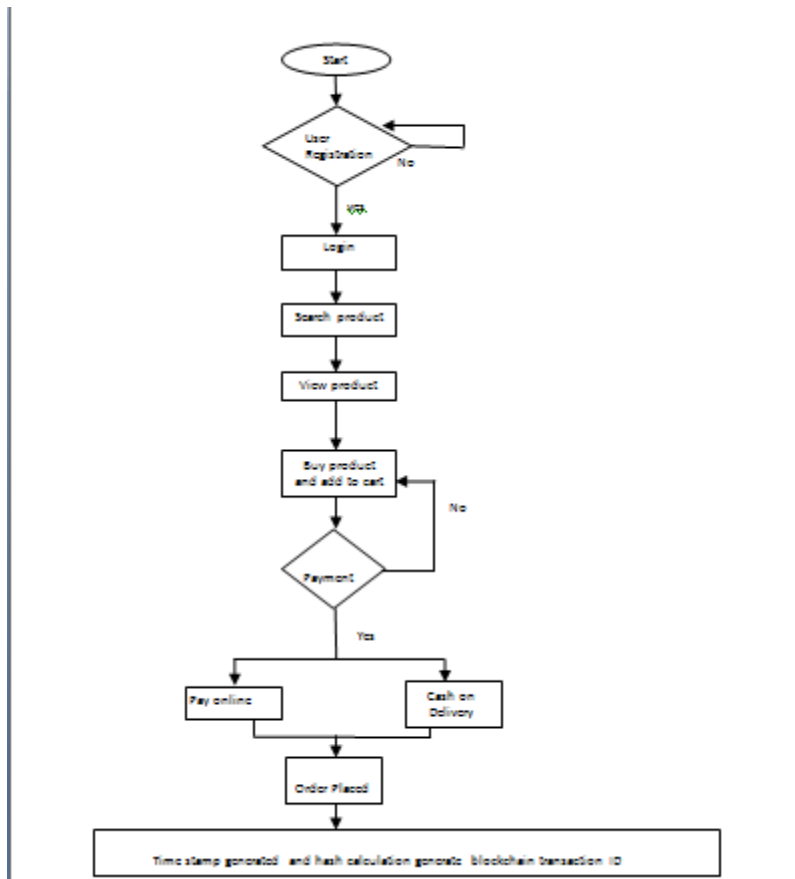 Start
User
Registration
No
yes
Login
Search product
View product
Buy product
and add to cart
No
Payment
Yes
Pay online
Cash on
Delivery
Order Placed
Time stamp generated and hash calculation generate blockchain transaction ID